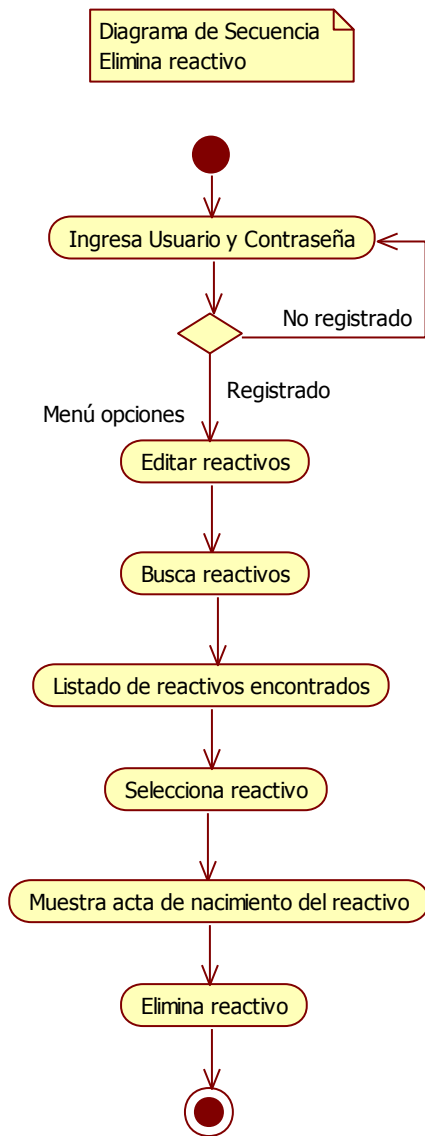 Diagrama de Secuencia
Elimina reactivo
Ingresa Usuario y Contraseña
No registrado
Registrado
Menú opciones
Editar reactivos
Busca reactivos
Listado de reactivos encontrados
Selecciona reactivo
Muestra acta de nacimiento del reactivo
Elimina reactivo